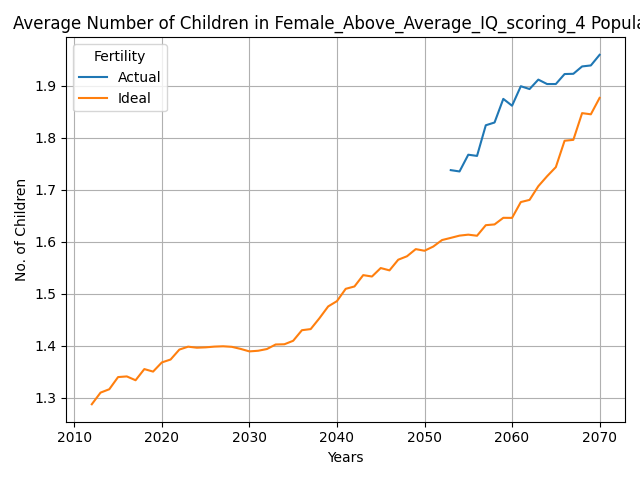 Average Number of Children in Female_Above_Average_IQ_scoring_4 Popula
Fertility
Actual
Ideal
1.9
1.8
1.7
1.6
1.5
1.4
1.3
No. of Children
2010 2020 2030 2040 2050 2060 2070
Years